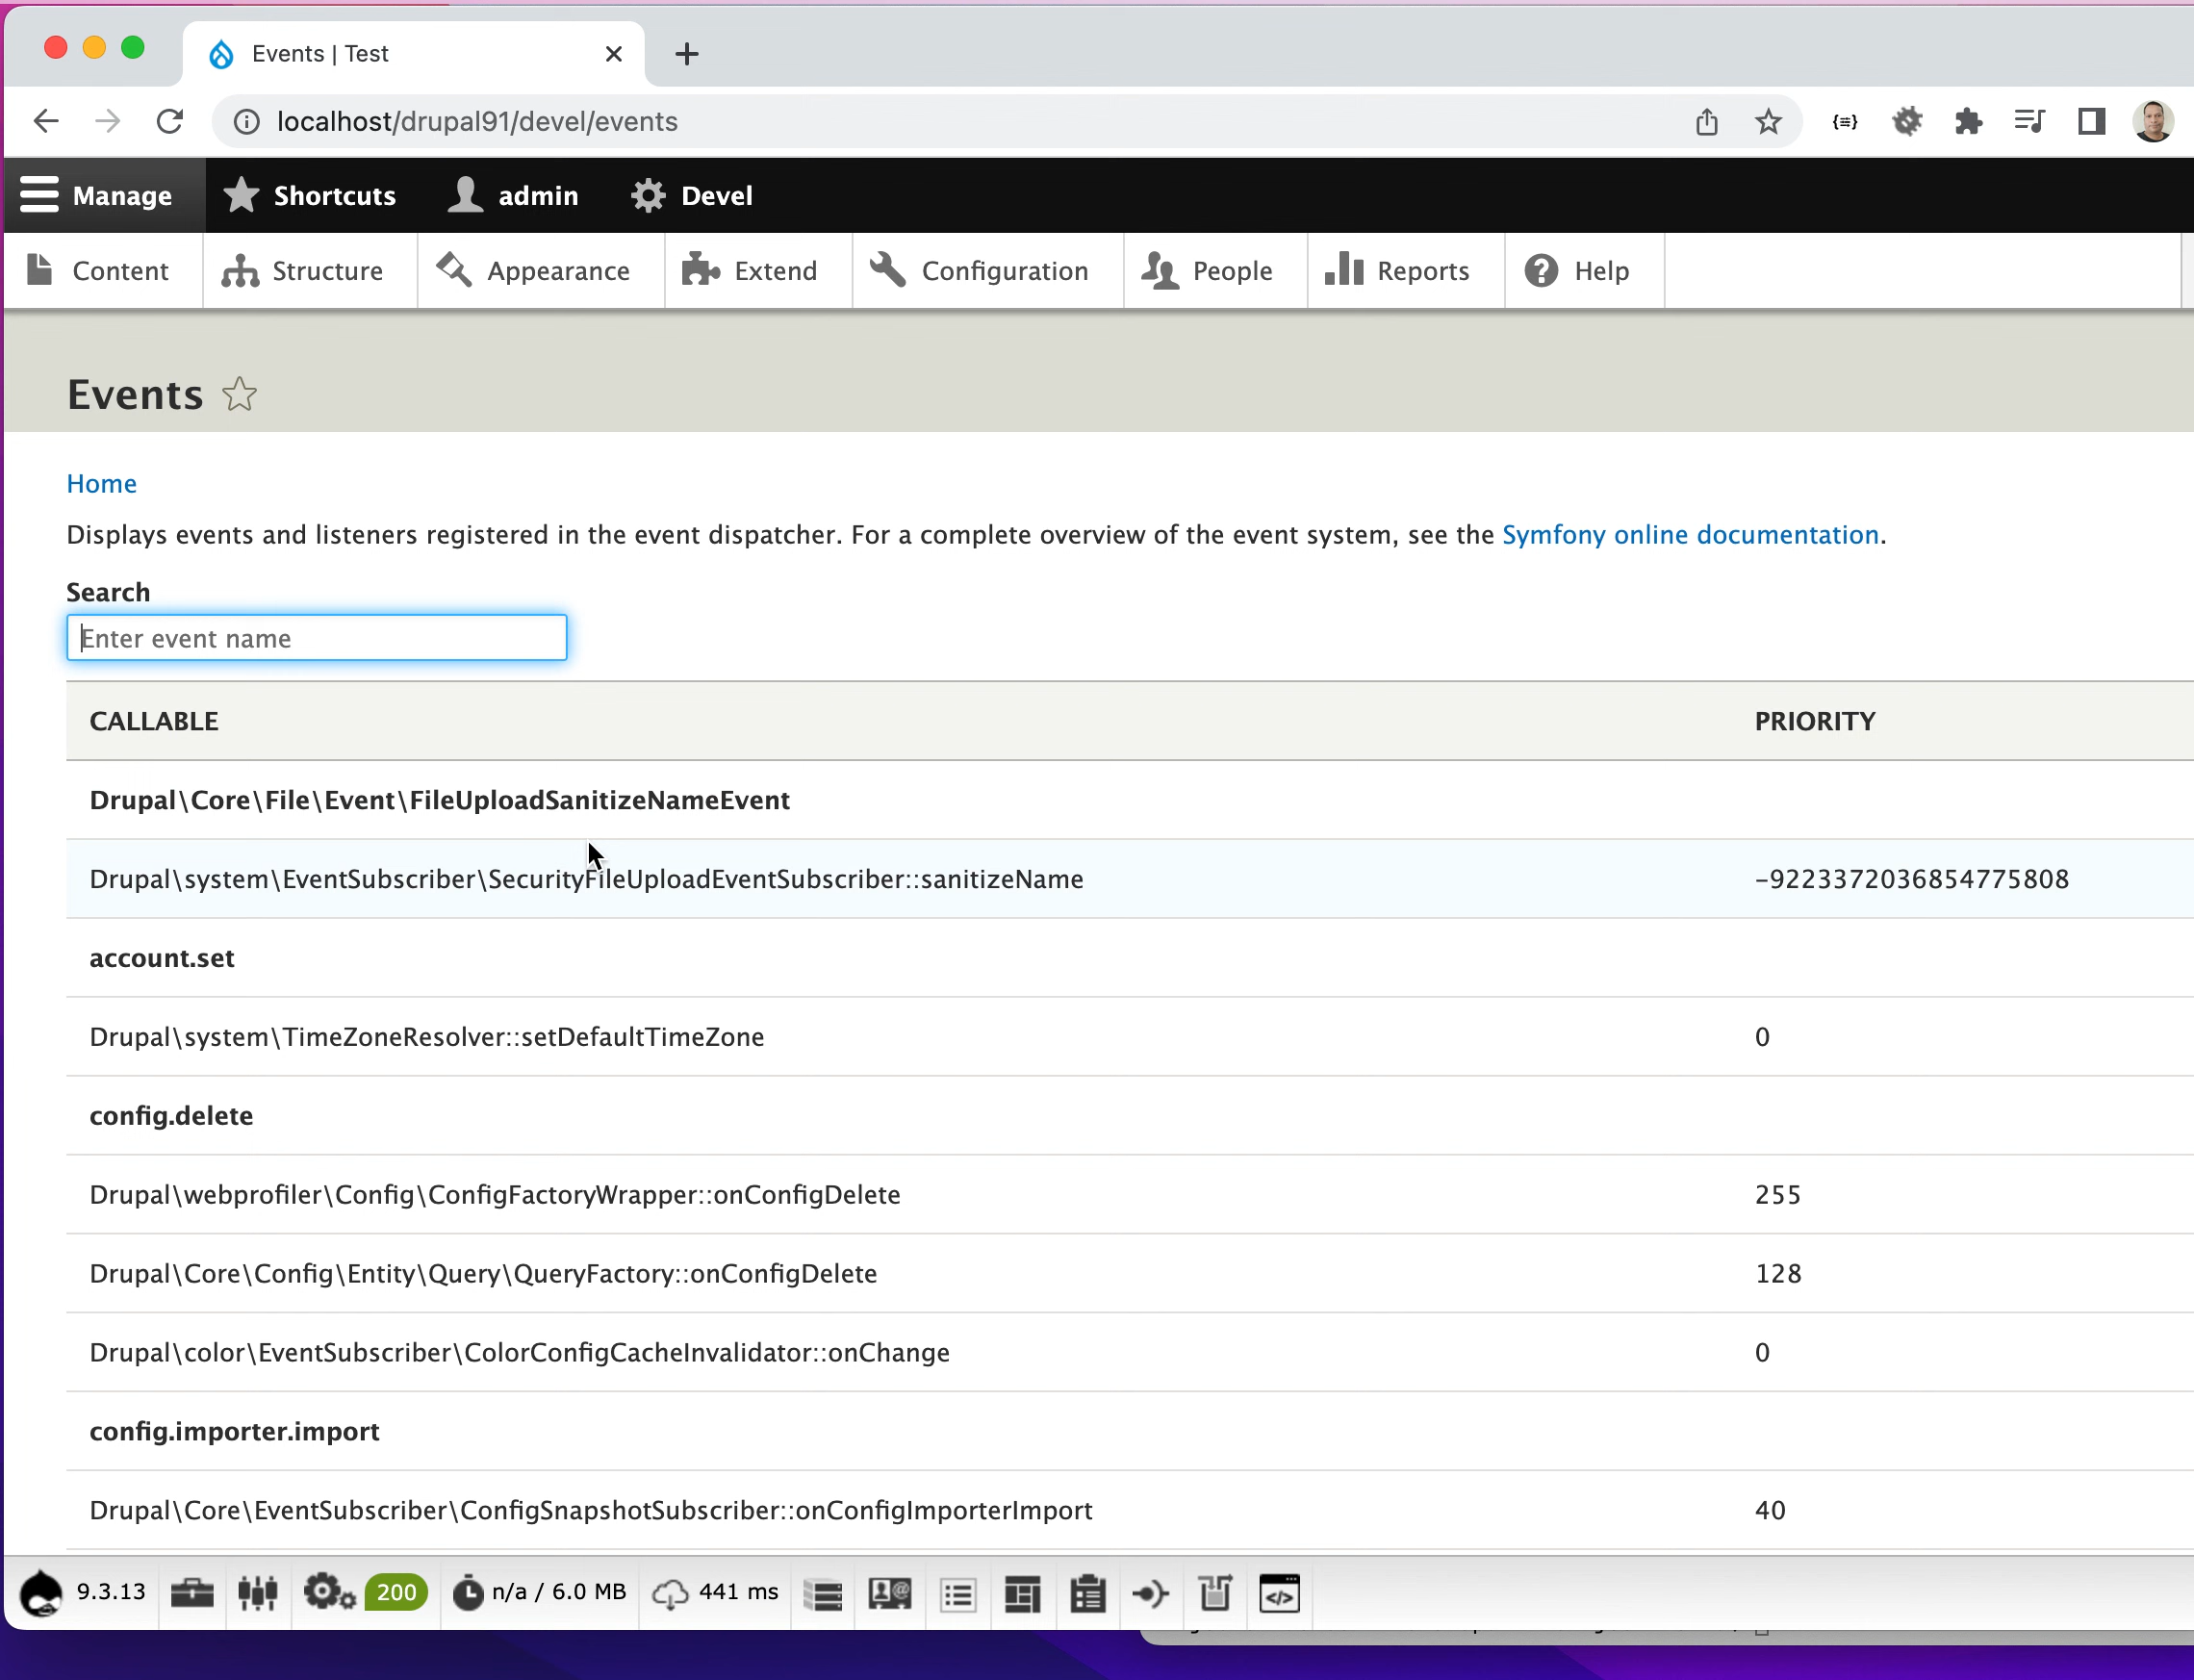 Events | Test
localhost/drupal91/devel/events
Manage Shortcuts admin Devel
Content Structure Appearance Extend Configuration People Reports Help
Events
Home
Displays events and listeners registered in the event dispatcher. For a complete overview of the event system, see the Symfony online documentation.
Search
Enter event name
CALLABLE PRIORITY
Drupal\Core\File\Event\FileUploadSanitizeNameEvent
Drupal\system\EventSubscriber\SecurityFileUploadEventSubscriber::sanitizeName -9223372036854775808
account.set
Drupal\system\TimeZoneResolver::setDefaultTimeZone 0
config.delete
Drupal\webprofiler\Config\ConfigFactoryWrapper::onConfigDelete 255
Drupal\Core\Config\Entity\Query\QueryFactory::onConfigDelete 128
Drupal\color\EventSubscriber\ColorConfigCacheInvalidator::onChange 0
config.importer.import
Drupal\Core\EventSubscriber\ConfigSnapshotSubscriber::onConfigImporterImport 40
9.3.13 200 n/a / 6.0 MB 441 ms